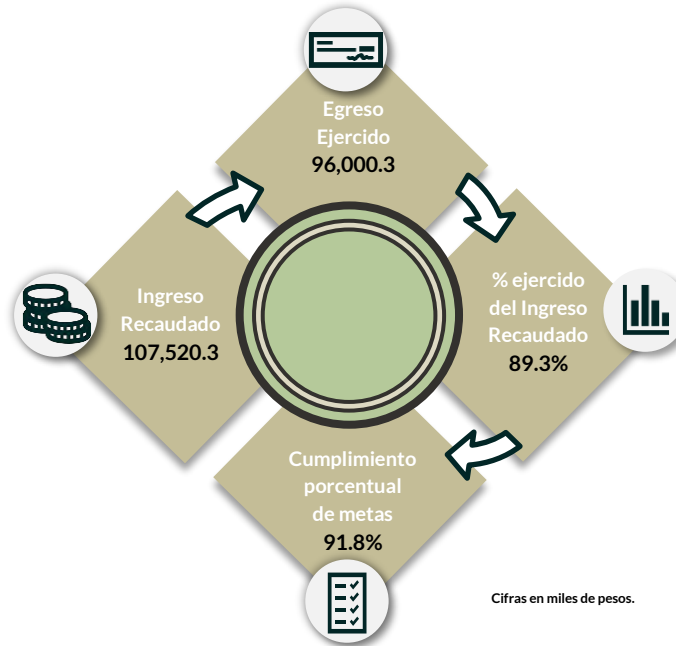 Egreso
Ejercido
96,000.3
Ingreso
Recaudado
107,520.3
% ejercido
del Ingreso
Recaudado
89.3%
Cumplimiento
porcentual
de metas
91.8%
Cifras en miles de pesos.